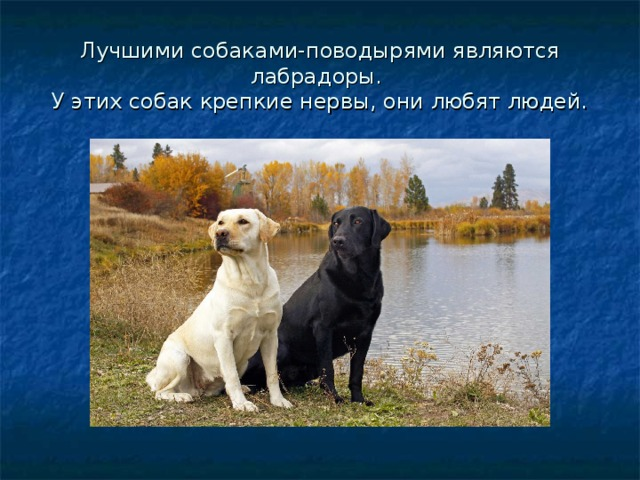 Лучшими собаками-поводырями являются
лабрадоры.
У этих собак крепкие нервы, они любят людей.